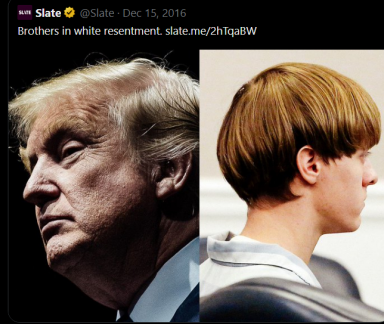 SLATE
Slate @Slate · Dec 15, 2016
Brothers in white resentment. slate.me/2hTqaBW